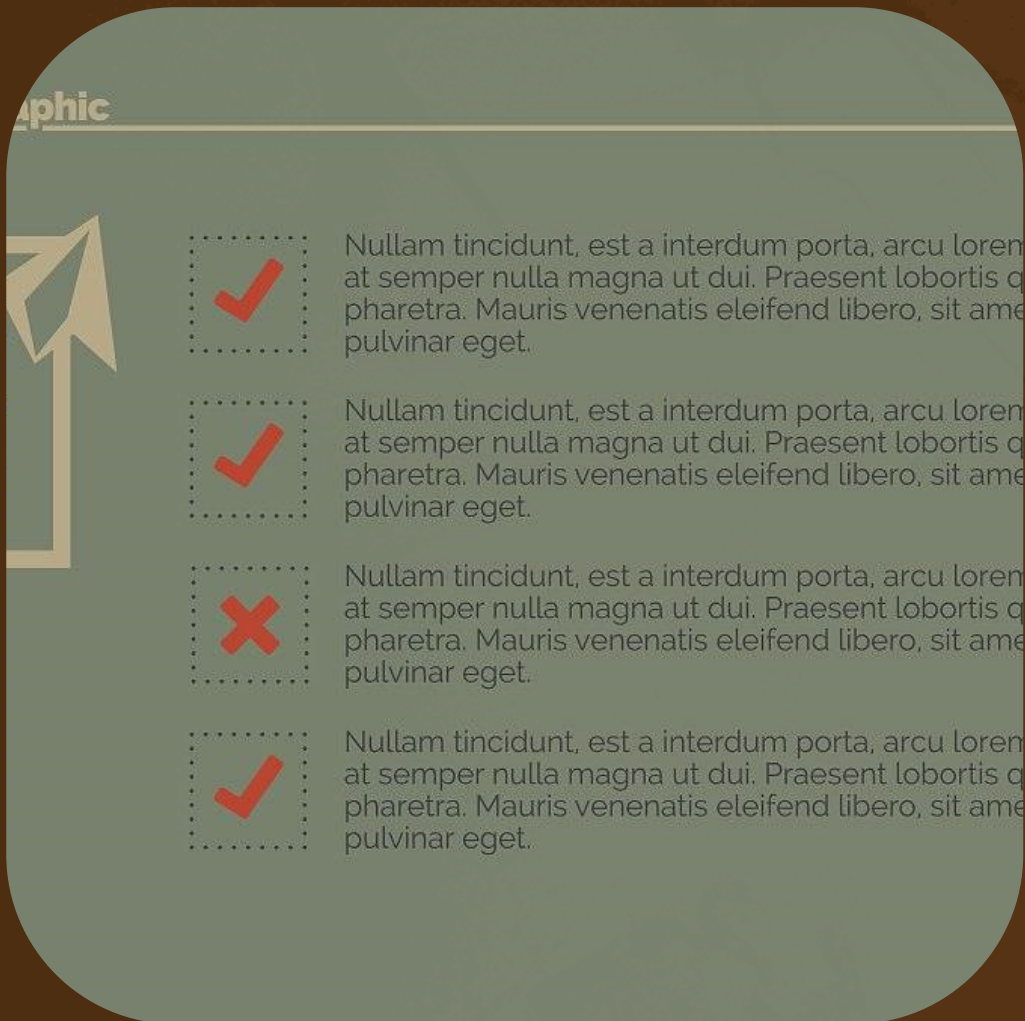 aphic
Nullam tincidunt, est a interdum porta, arcu lorem
at semper nulla magna ut dui. Praesent lobortis q
pharetra. Mauris venenatis eleifend libero, sit ame
pulvinar eget.
Nullam tincidunt, est a interdum porta, arcu lorem
at semper nulla magna ut dui. Praesent lobortis q
pharetra. Mauris venenatis eleifend libero, sit ame
pulvinar eget.
Nullam tincidunt, est a interdum porta, arcu lorem
at semper nulla magna ut dui. Praesent lobortis q
pharetra. Mauris venenatis eleifend libero, sit ame
pulvinar eget.
Nullam tincidunt, est a interdum porta, arcu lorem
at semper nulla magna ut dui. Praesent lobortis q
pharetra. Mauris venenatis eleifend libero, sit ame
pulvinar eget.